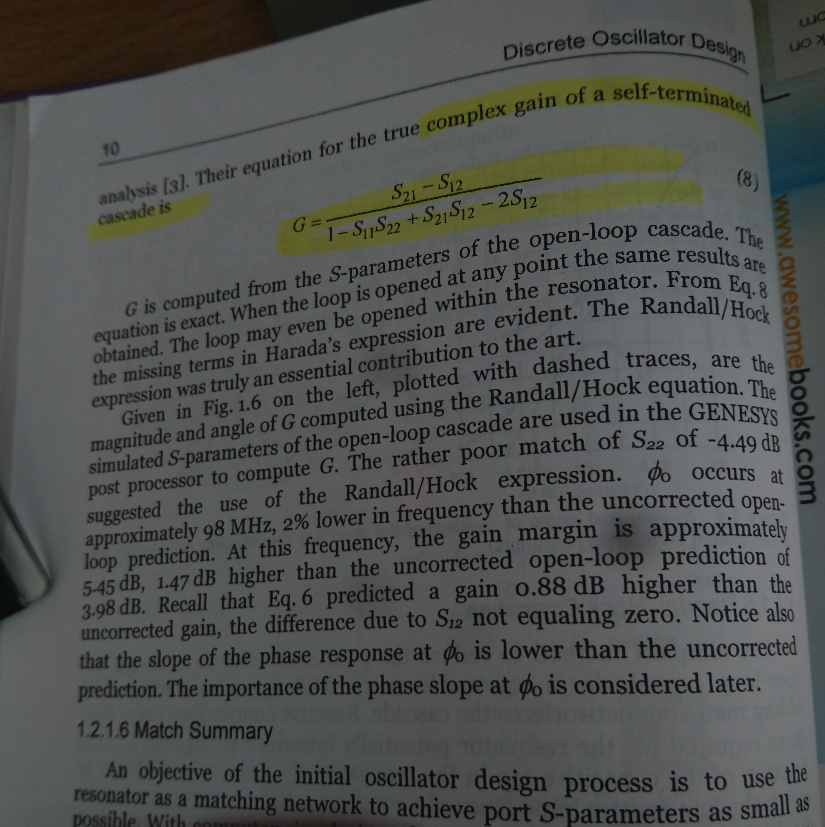 Discrete Oscillator Design
10
analysis [3]. Their equation for the true complex gain of a self-terminated
cascade is
G = (S₂₁ − S₁₂) / (1 − S₁₁S₂₂ + S₂₁S₁₂ − 2S₁₂) (8)
G is computed from the S-parameters of the open-loop cascade. The
equation is exact. When the loop is opened at any point the same results are
obtained. The loop may even be opened within the resonator. From Eq. 8
the missing terms in Harada's expression are evident. The Randall/Hock
expression was truly an essential contribution to the art.
Given in Fig. 1.6 on the left, plotted with dashed traces, are the
magnitude and angle of G computed using the Randall/Hock equation. The
simulated S-parameters of the open-loop cascade are used in the GENESYS
post processor to compute G. The rather poor match of S₂₂ of -4.49 dB
suggested the use of the Randall/Hock expression. ϕ₀ occurs at
approximately 98 MHz, 2% lower in frequency than the uncorrected open-
loop prediction. At this frequency, the gain margin is approximately
5.45 dB, 1.47 dB higher than the uncorrected open-loop prediction of
3.98 dB. Recall that Eq. 6 predicted a gain 0.88 dB higher than the
uncorrected gain, the difference due to S₁₂ not equaling zero. Notice also
that the slope of the phase response at ϕ₀ is lower than the uncorrected
prediction. The importance of the phase slope at ϕ₀ is considered later.
1.2.1.6 Match Summary
An objective of the initial oscillator design process is to use the
resonator as a matching network to achieve port S-parameters as small as
possible. With
www.awesomebooks.com